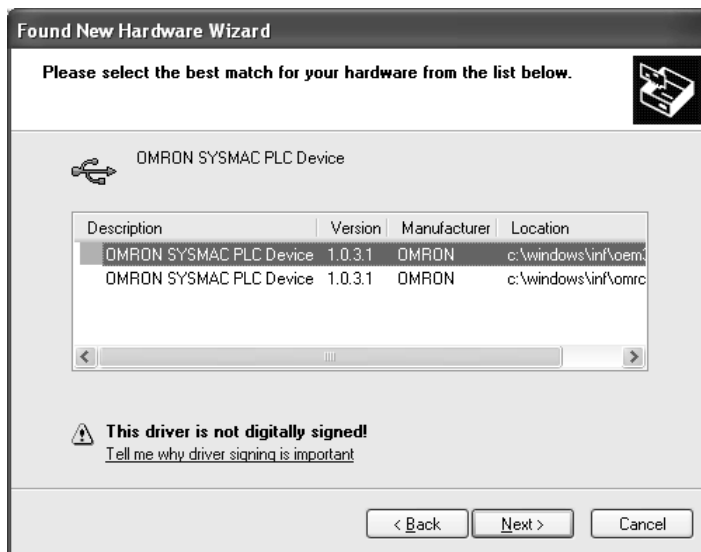 Found New Hardware Wizard
Please select the best match for your hardware from the list below.
OMRON SYSMAC PLC Device
Description Version Manufacturer Location
OMRON SYSMAC PLC Device 1.0.3.1 OMRON c:\windows\inf\oem3
OMRON SYSMAC PLC Device 1.0.3.1 OMRON c:\windows\inf\omrc
This driver is not digitally signed!
Tell me why driver signing is important
< Back Next > Cancel